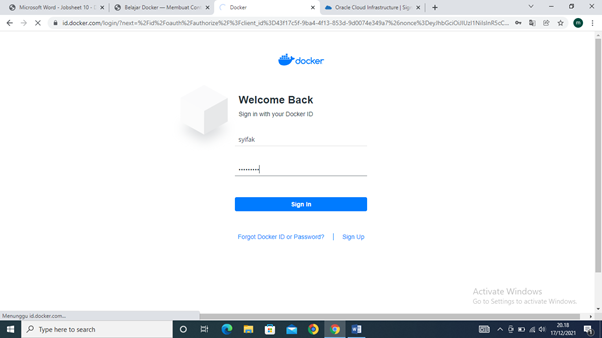 Microsoft Word - Jobsheet 10 - D
Belajar Docker — Membuat Con
Docker
Oracle Cloud Infrastructure | Sig
id.docker.com/login/?next=%2Fid%2Foauth%2Fauthorize%2F%3Fclient_id%3D43f17c5f-9ba4-4f13-853d-9d0074e349a7%26nonce%3DeyJhbGciOiJIUzI1NiIsInR5cC...
m
docker
Welcome Back
Sign in with your Docker ID
syifak
Sign In
Forgot Docker ID or Password? | Sign Up
Activate Windows
Go to Settings to activate Windows.
Menunggu id.docker.com...
Type here to search
20.18
17/12/2021